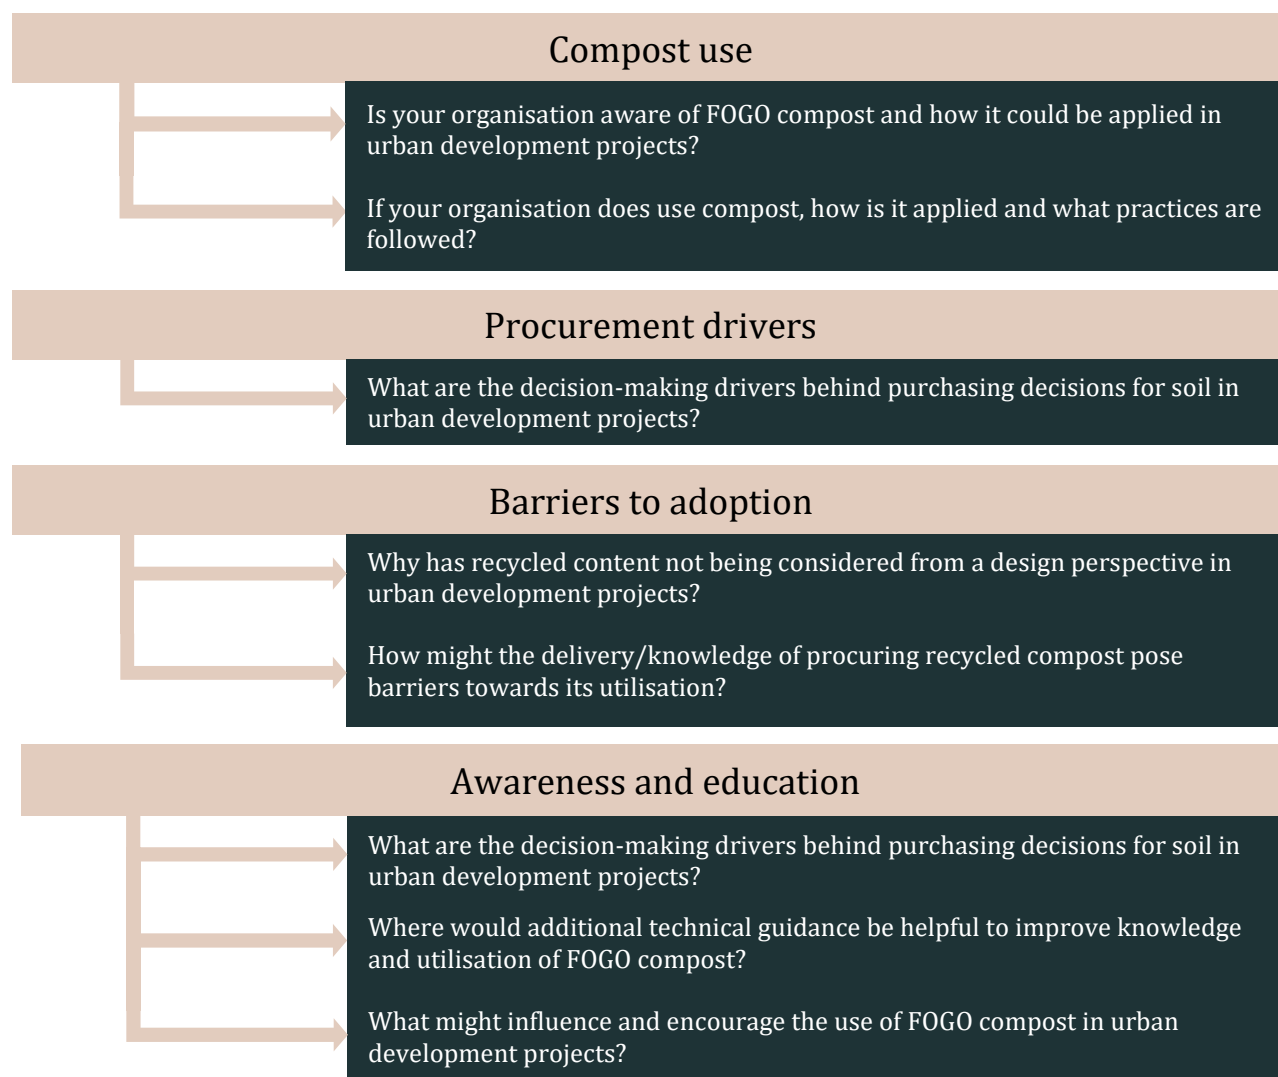 Compost use
Is your organisation aware of FOGO compost and how it could be applied in
urban development projects?
If your organisation does use compost, how is it applied and what practices are
followed?
Procurement drivers
What are the decision-making drivers behind purchasing decisions for soil in
urban development projects?
Barriers to adoption
Why has recycled content not being considered from a design perspective in
urban development projects?
How might the delivery/knowledge of procuring recycled compost pose
barriers towards its utilisation?
Awareness and education
What are the decision-making drivers behind purchasing decisions for soil in
urban development projects?
Where would additional technical guidance be helpful to improve knowledge
and utilisation of FOGO compost?
What might influence and encourage the use of FOGO compost in urban
development projects?